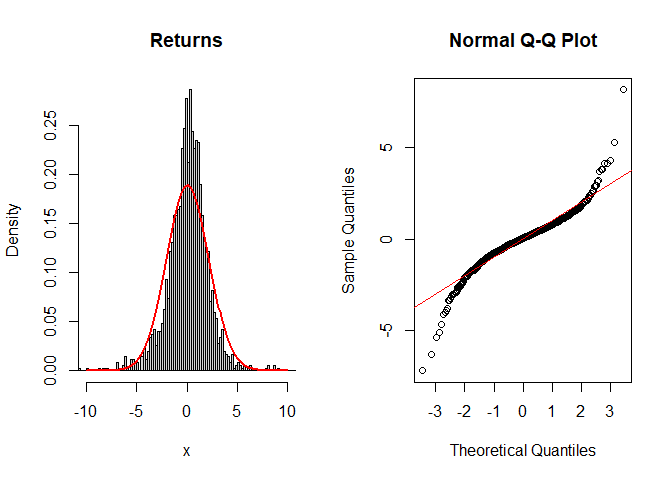 Returns
Density
0.00 0.05 0.10 0.15 0.20 0.25
-10 -5 0 5 10
x
Normal Q-Q Plot
Sample Quantiles
-5 0 5
-3 -2 -1 0 1 2 3
Theoretical Quantiles